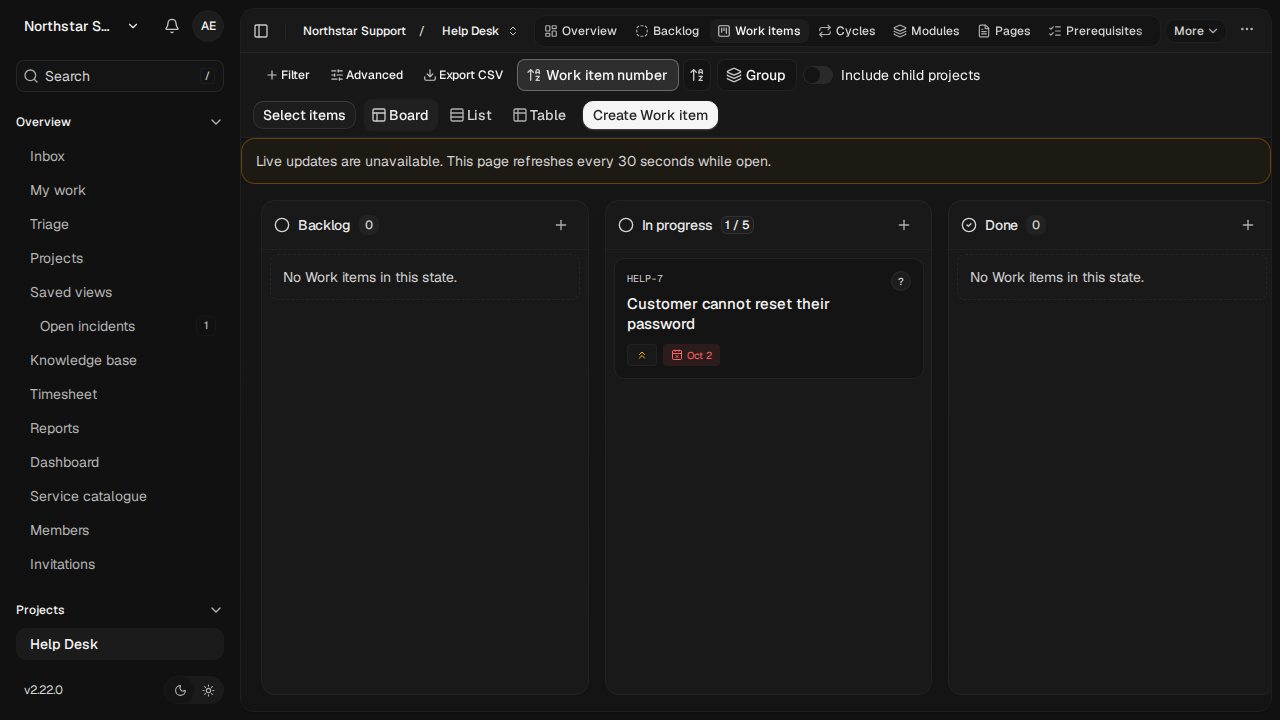 Northstar S...
AE
Search
/
Overview
Inbox
My work
Triage
Projects
Saved views
Open incidents
1
Knowledge base
Timesheet
Reports
Dashboard
Service catalogue
Members
Invitations
Projects
Help Desk
v2.22.0
Northstar Support / Help Desk
Overview
Backlog
Work items
Cycles
Modules
Pages
Prerequisites
More
Filter
Advanced
Export CSV
Work item number
Group
Include child projects
Select items
Board
List
Table
Create Work item
Live updates are unavailable. This page refreshes every 30 seconds while open.
Backlog 0
No Work items in this state.
In progress 1 / 5
HELP-7
?
Customer cannot reset their
password
Oct 2
Done 0
No Work items in this state.